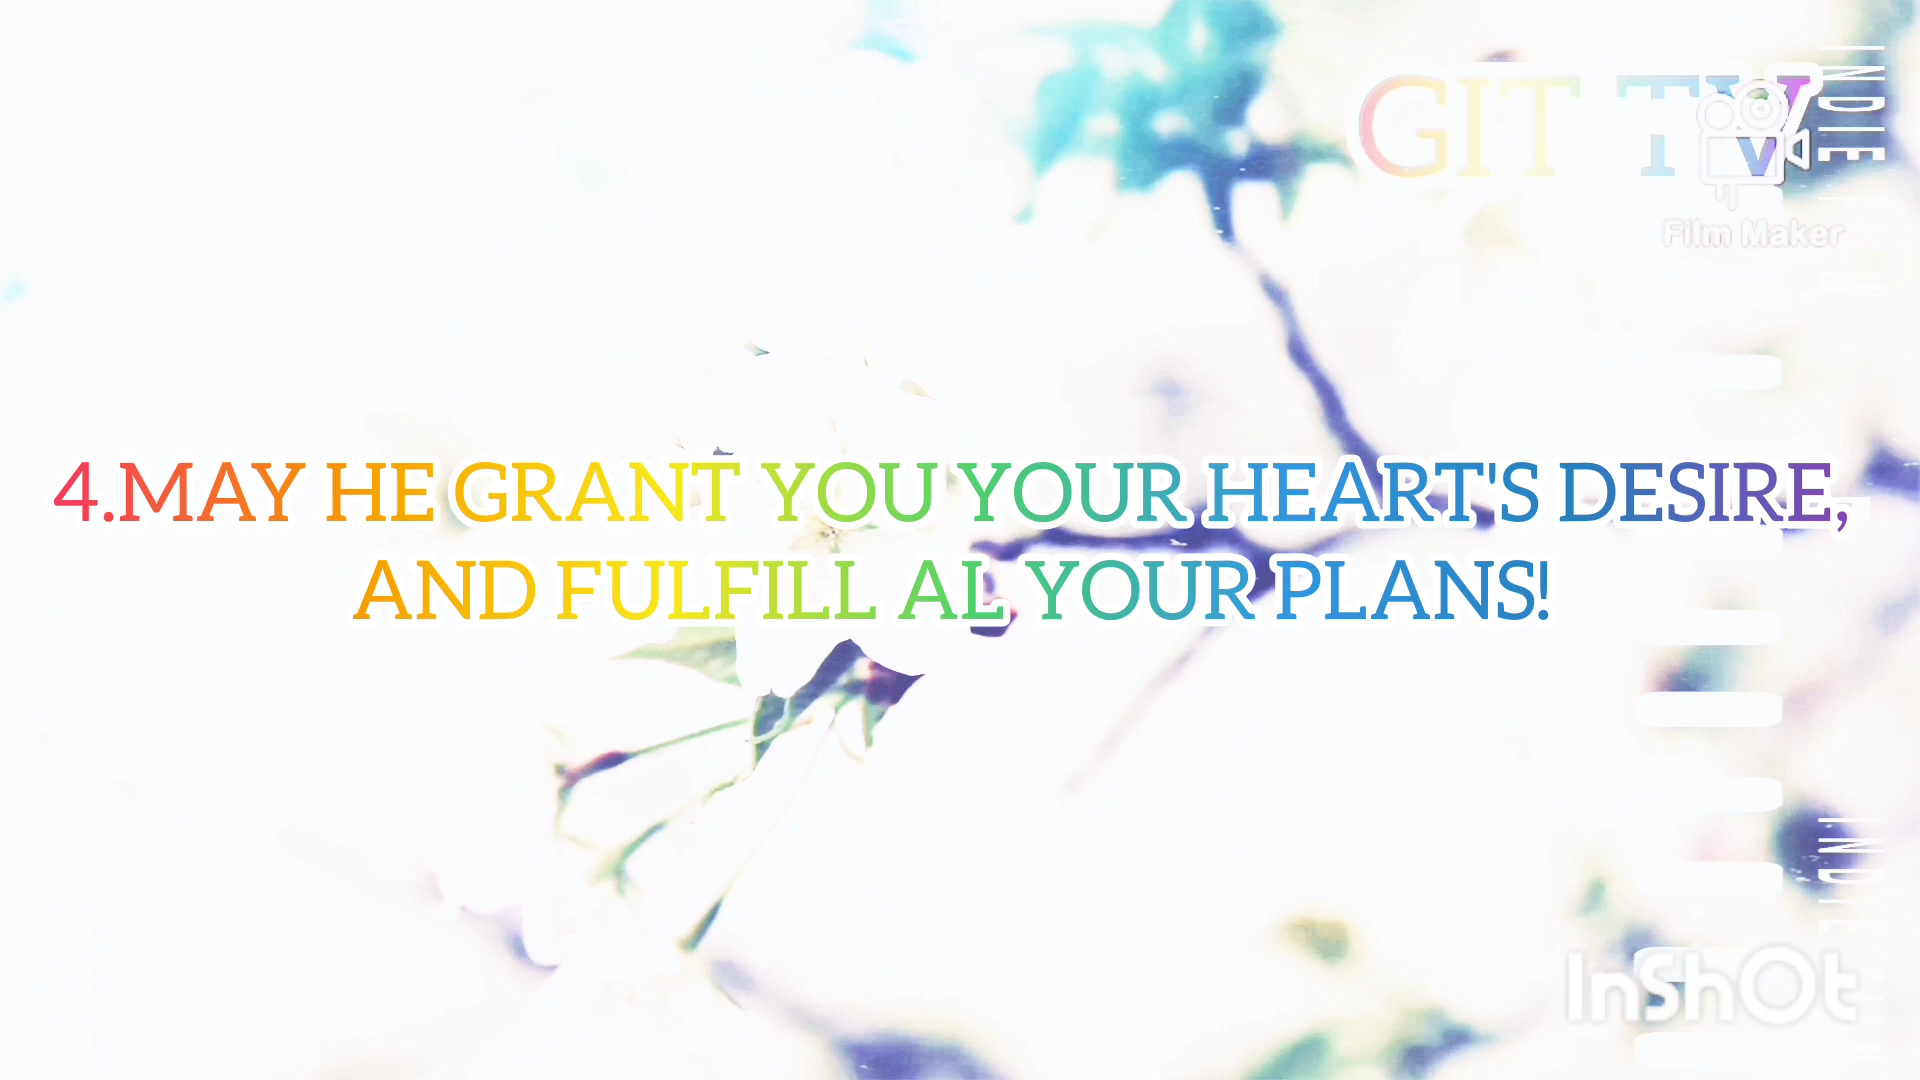 GIT TV
INDIE
Film Maker
4.MAY HE GRANT YOU YOUR HEART'S DESIRE,
AND FULFILL AL YOUR PLANS!
INDIE
InShOt